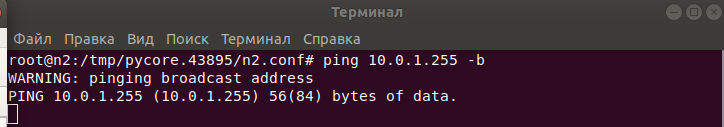 Терминал
Файл Правка Вид Поиск Терминал Справка
root@n2:/tmp/pycore.43895/n2.conf# ping 10.0.1.255 -b
WARNING: pinging broadcast address
PING 10.0.1.255 (10.0.1.255) 56(84) bytes of data.